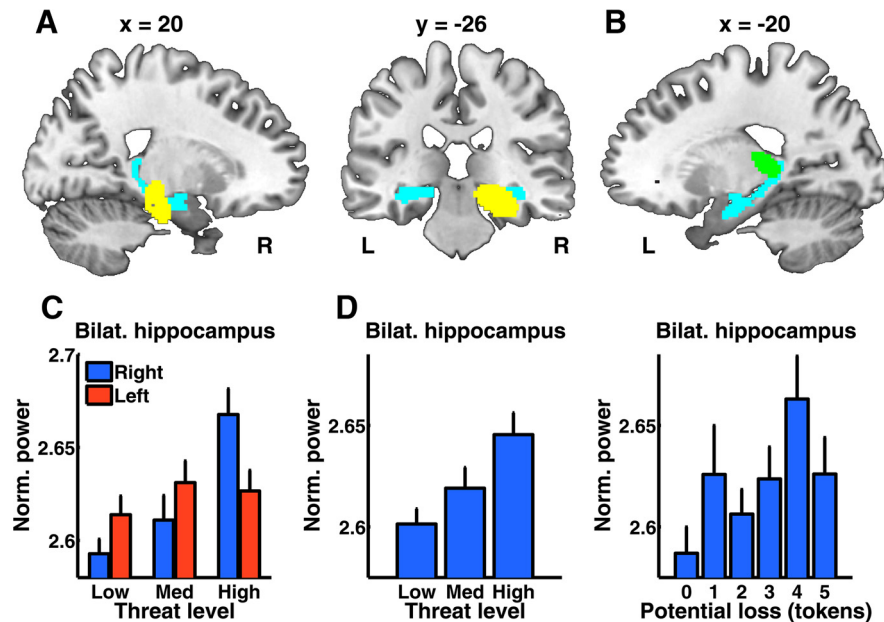 A
x = 20
y = -26
B
x = -20
R
L
R
L
C
Bilat. hippocampus
2.7
2.65
2.6
Norm. power
Right
Left
Low Med High
Threat level
D
Bilat. hippocampus
2.65
2.6
Norm. power
Low Med High
Threat level
Bilat. hippocampus
2.65
2.6
Norm. power
0 1 2 3 4 5
Potential loss (tokens)